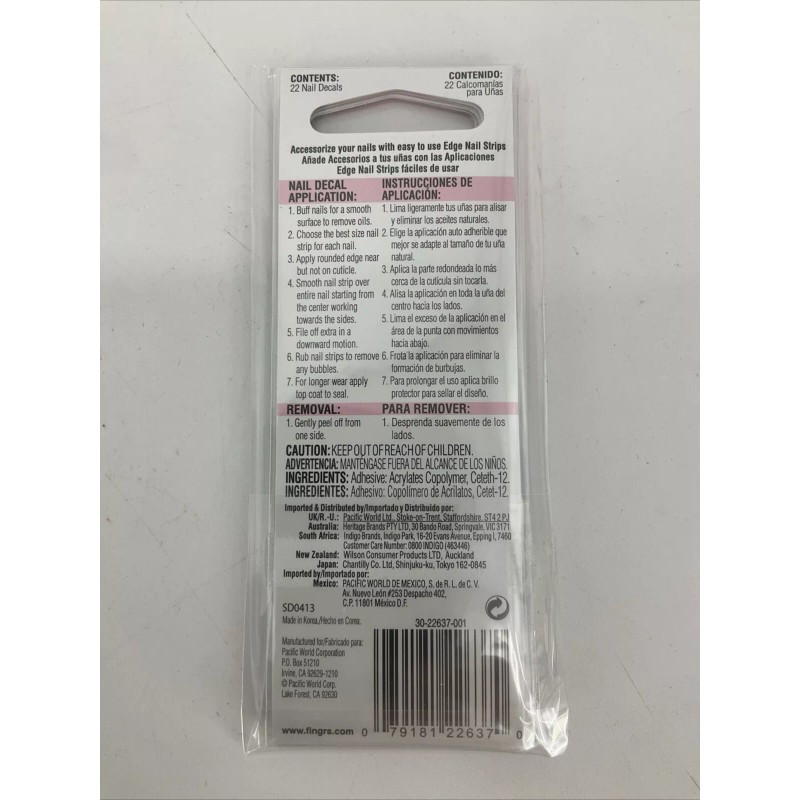 CONTENTS:
22 Nail Decals
CONTENIDO:
22 Calcomanías
para Uñas
Accessorize your nails with easy to use Edge Nail Strips
Añade Accesorios a tus uñas con las Aplicaciones
Edge Nail Strips fáciles de usar
NAIL DECAL
APPLICATION:
1. Buff nails for a smooth
surface to remove oils.
2. Choose the best size nail
strip for each nail.
3. Apply rounded edge near
but not on cuticle.
4. Smooth nail strip over
entire nail starting from
the center working
towards the sides.
5. File off extra in a
downward motion.
6. Rub nail strips to remove
any bubbles.
7. For longer wear apply
top coat to seal.
INSTRUCCIONES DE
APLICACIÓN:
1. Lima ligeramente tus uñas para alisar
y eliminar los aceites naturales.
2. Elige la aplicación auto adherible que
mejor se adapte al tamaño de tu uña
natural.
3. Aplica la parte redondeada lo más
cerca de la cutícula sin tocarla.
4. Alisa la aplicación en toda la uña del
centro hacia los lados.
5. Lima el exceso de la aplicación en el
área de la punta con movimientos
hacia abajo.
6. Frota la aplicación para eliminar la
formación de burbujas.
7. Para prolongar el uso aplica brillo
protector para sellar el diseño.
REMOVAL:
1. Gently peel off from
one side.
PARA REMOVER:
1. Desprenda suavemente de los
lados.
CAUTION: KEEP OUT OF REACH OF CHILDREN.
ADVERTENCIA: MANTÉNGASE FUERA DEL ALCANCE DE LOS NIÑOS.
INGREDIENTS: Adhesive: Acrylates Copolymer, Ceteth-12.
INGREDIENTES: Adhesivo: Copolímero de Acrilatos, Cetet-12.
Imported & Distributed by/Importado y Distribuido por:
UK/R.-U.: Pacific World Ltd., Stoke-on-Trent, Staffordshire, ST4 2 PJ
Australia: Heritage Brands PTY LTD, 30 Bando Road, Springvale, VIC 3171
South Africa: Indigo Brands, Indigo Park, 16-20 Evans Avenue, Epping I, 7460
Customer Care Number: 0800 INDIGO (463446)
New Zealand: Wilson Consumer Products LTD, Auckland
Japan: Chantilly Co. Ltd, Shinjuku-ku, Tokyo 162-0845
Imported by/Importado por:
Mexico: PACIFIC WORLD DE MEXICO, S. de R. L. de C. V.
Av. Nuevo León #253 Despacho 402,
C.P. 11801 México D.F.
SD0413
Made in Korea./Hecho en Corea.
30-22637-001
Manufactured for/Fabricado para:
Pacific World Corporation
P.O. Box 51210
Irvine, CA 92629-1210
© Pacific World Corp.
Lake Forest, CA 92630
www.fingrs.com
0 79181 22637 0